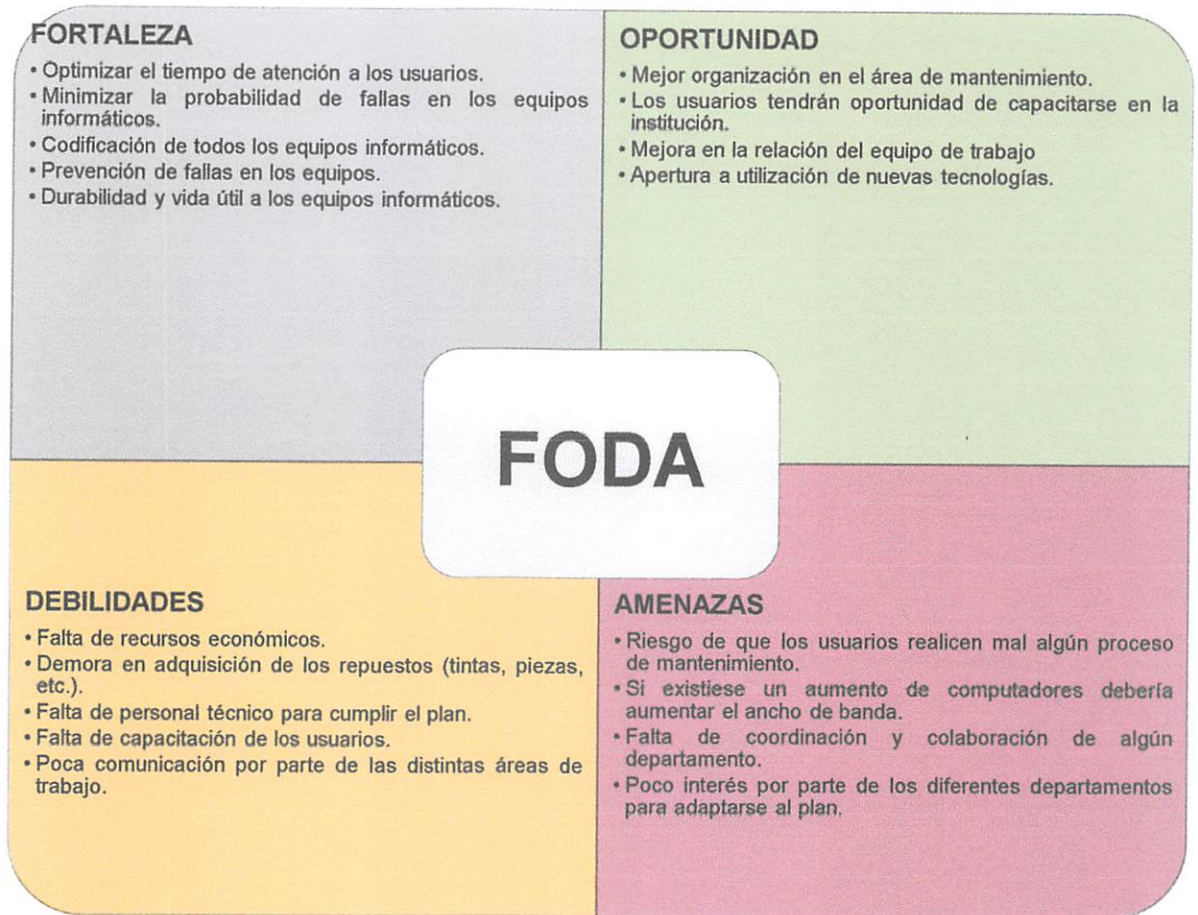 FORTALEZA
• Optimizar el tiempo de atención a los usuarios.
• Minimizar la probabilidad de fallas en los equipos
informáticos.
• Codificación de todos los equipos informáticos.
• Prevención de fallas en los equipos.
• Durabilidad y vida útil a los equipos informáticos.
OPORTUNIDAD
• Mejor organización en el área de mantenimiento.
• Los usuarios tendrán oportunidad de capacitarse en la
institución.
• Mejora en la relación del equipo de trabajo
• Apertura a utilización de nuevas tecnologías.
FODA
DEBILIDADES
• Falta de recursos económicos.
• Demora en adquisición de los repuestos (tintas, piezas,
etc.).
• Falta de personal técnico para cumplir el plan.
• Falta de capacitación de los usuarios.
• Poca comunicación por parte de las distintas áreas de
trabajo.
AMENAZAS
• Riesgo de que los usuarios realicen mal algún proceso
de mantenimiento.
• Si existiese un aumento de computadores debería
aumentar el ancho de banda.
• Falta de coordinación y colaboración de algún
departamento.
• Poco interés por parte de los diferentes departamentos
para adaptarse al plan.